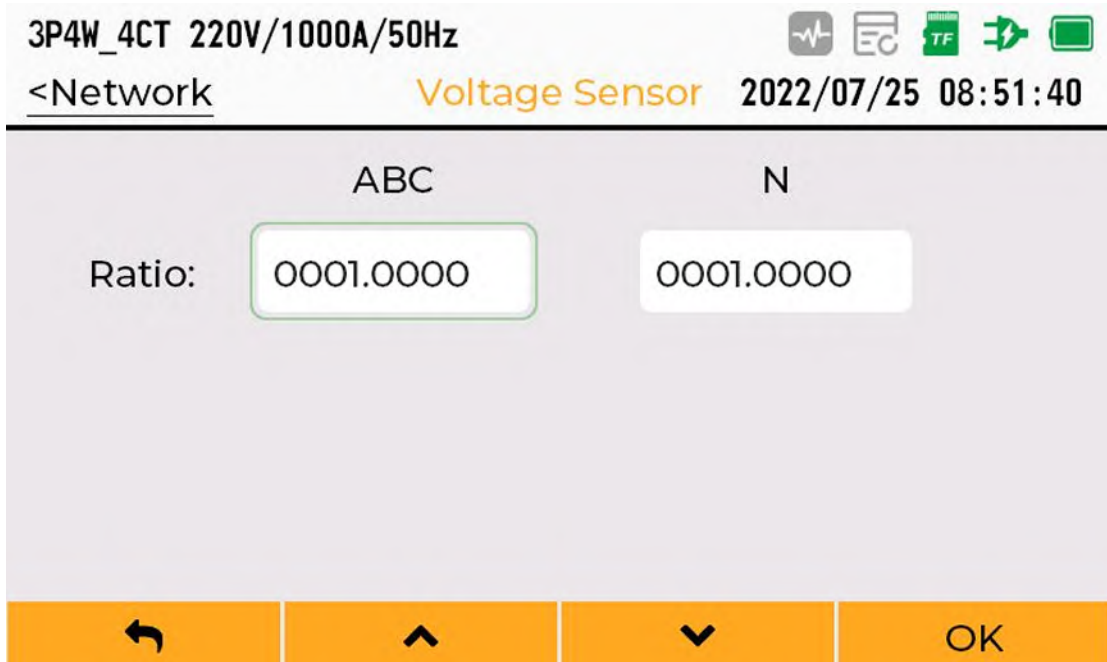 3P4W_4CT 220V/1000A/50Hz
TF
<Network Voltage Sensor 2022/07/25 08:51:40
ABC N
Ratio: 0001.0000 0001.0000
OK